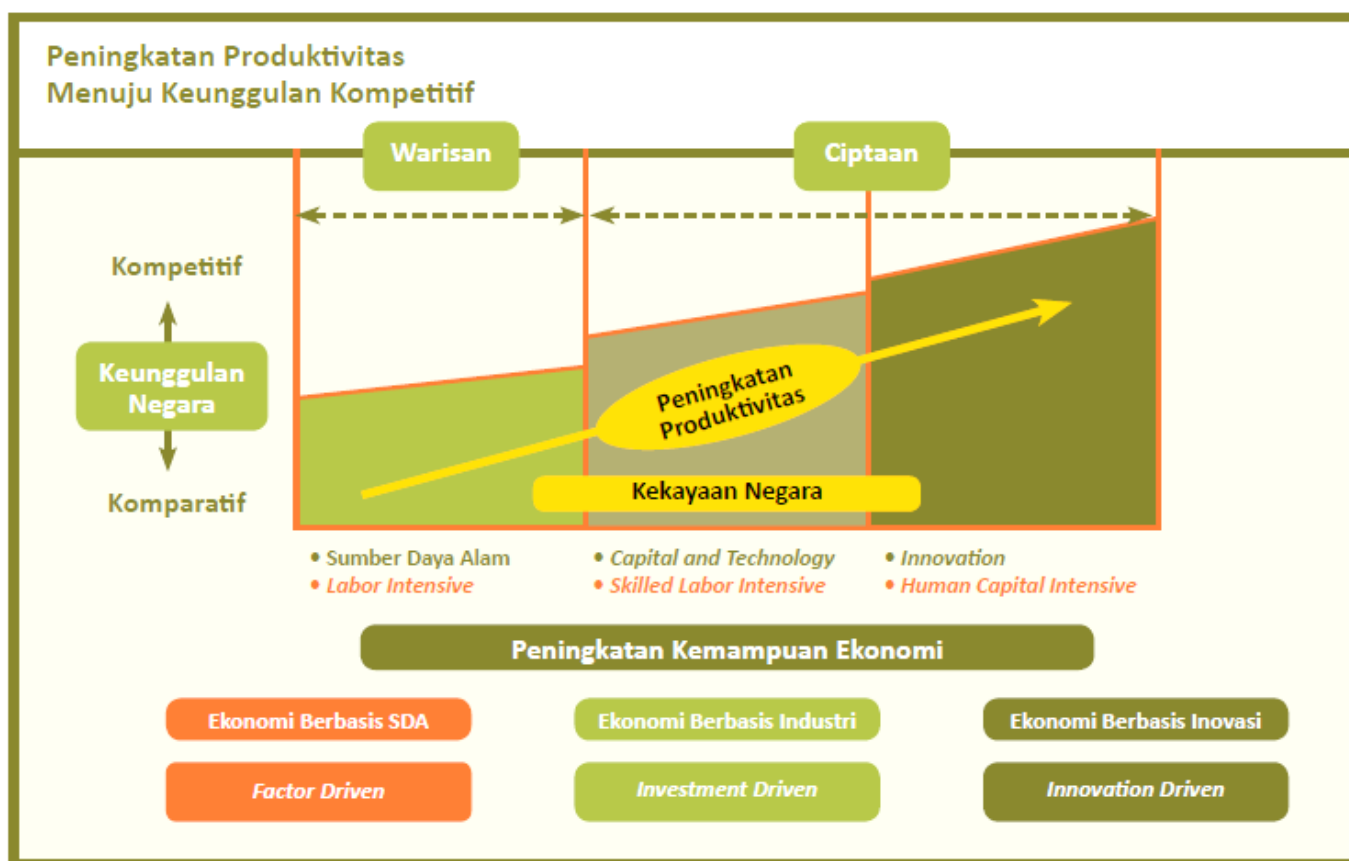 Peningkatan Produktivitas
Menuju Keunggulan Kompetitif
Warisan
Ciptaan
Kompetitif
Keunggulan
Negara
Komparatif
Peningkatan
Produktivitas
Kekayaan Negara
• Sumber Daya Alam
• Labor Intensive
• Capital and Technology
• Skilled Labor Intensive
• Innovation
• Human Capital Intensive
Peningkatan Kemampuan Ekonomi
Ekonomi Berbasis SDA
Ekonomi Berbasis Industri
Ekonomi Berbasis Inovasi
Factor Driven
Investment Driven
Innovation Driven